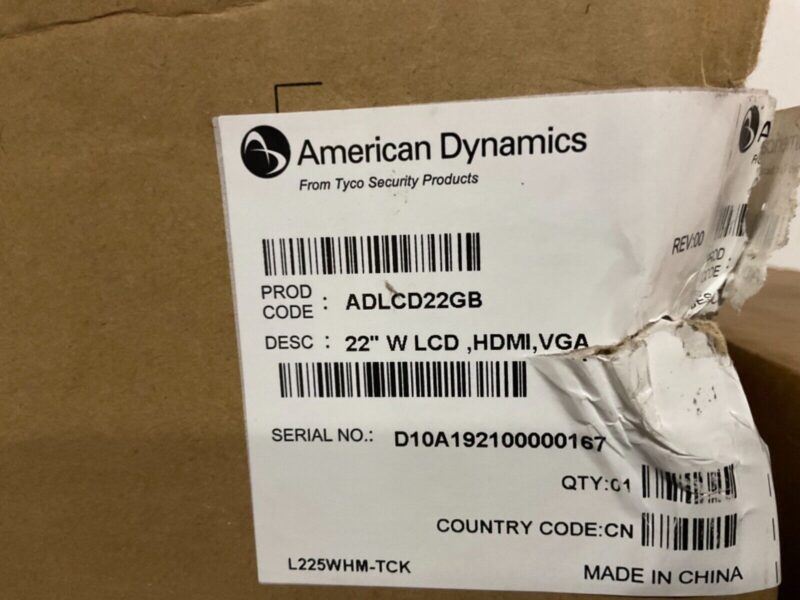 American Dynamics
From Tyco Security Products
REV:00
PROD CODE : ADLCD22GB
DESC : 22" W LCD ,HDMI,VGA
SERIAL NO.: D10A192100000167
QTY:01
COUNTRY CODE:CN
L225WHM-TCK
MADE IN CHINA